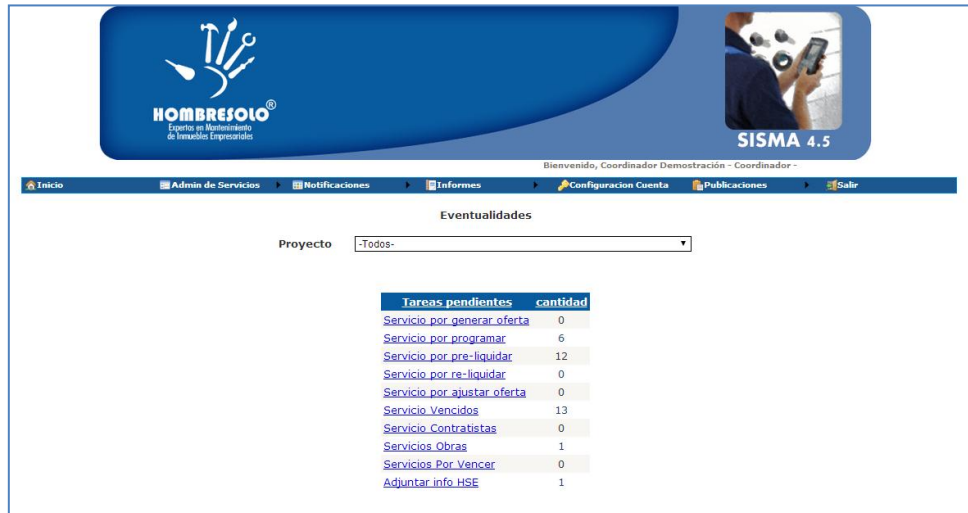 HOMBRESOLO®
Expertos en Mantenimiento
de Inmuebles Empresariales
SISMA 4.5
Bienvenido, Coordinador Demostración - Coordinador -
Inicio Admin de Servicios Notificaciones Informes Configuracion Cuenta Publicaciones Salir
Eventualidades
Proyecto -Todos-
Tareas pendientes cantidad
Servicio por generar oferta 0
Servicio por programar 6
Servicio por pre-liquidar 12
Servicio por re-liquidar 0
Servicio por ajustar oferta 0
Servicio Vencidos 13
Servicio Contratistas 0
Servicios Obras 1
Servicios Por Vencer 0
Adjuntar info HSE 1